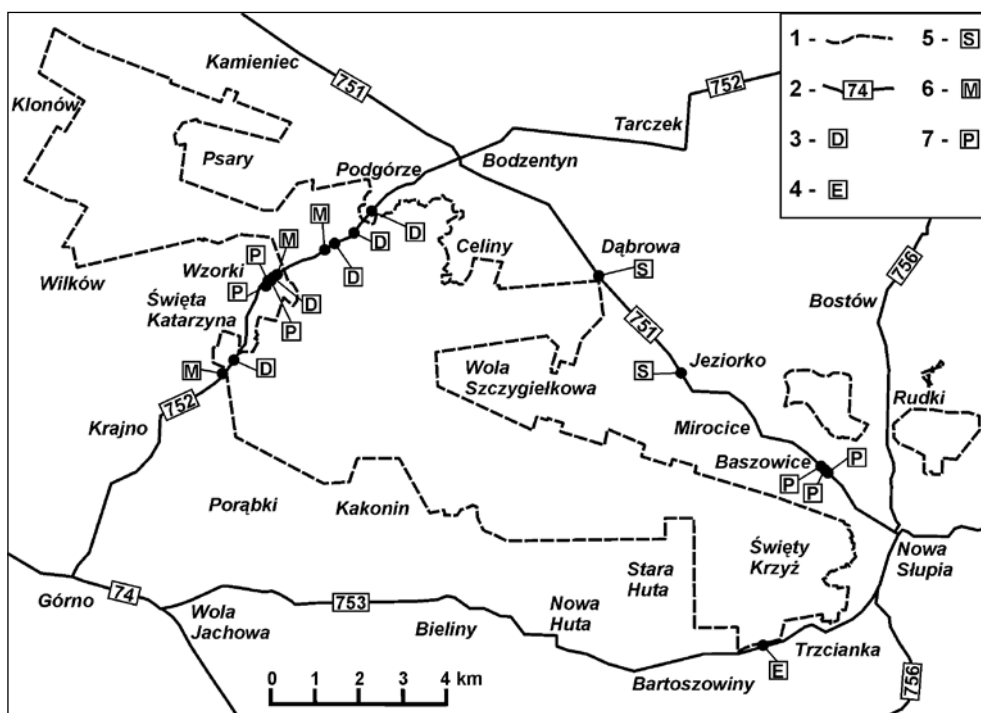 Kamieniec
751
752
1 -
5 - S
2 - 74
6 - M
3 - D
7 - P
4 - E
Klonów
Tarczek
Psary
Podgórze
Bodzentyn
M
D
D
D
Celiny
Dąbrowa
S
756
Wilków
Wzorki
P
M
P
D
P
Święta
Katarzyna
Bostów
751
Wola
Szczygiełkowa
S
Jeziorko
M
D
752
Rudki
Krajno
Mirocice
Baszowice
P
P
P
Porąbki
Kakonin
Święty
Krzyż
Nowa
Słupia
Stara
Huta
Górno
74
Wola
Jachowa
753
Bieliny
Nowa
Huta
Trzcianka
E
Bartoszowiny
756
0 1 2 3 4 km